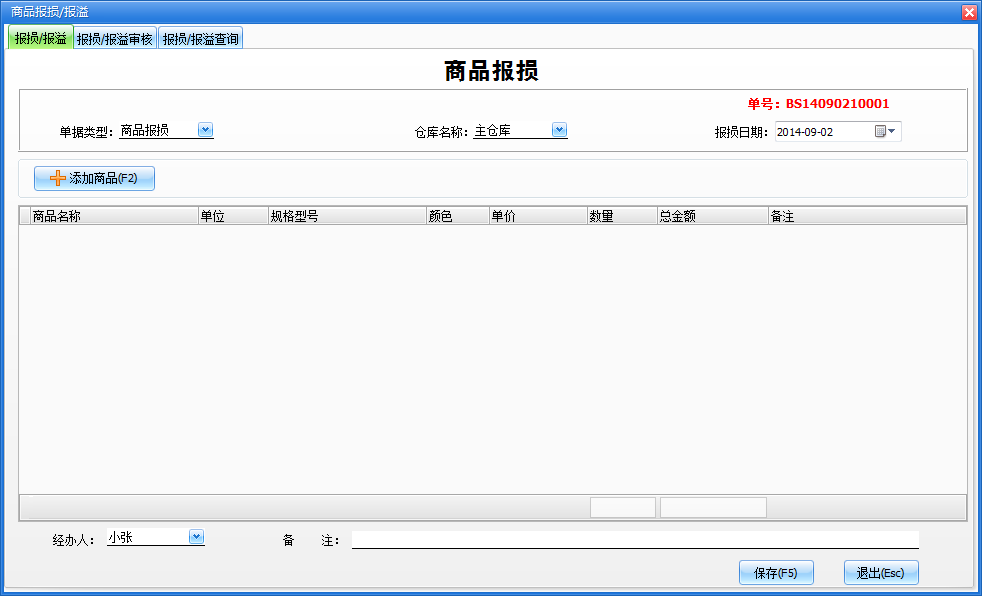 商品报损/报溢
报损/报溢 报损/报溢审核 报损/报溢查询
商品报损
单号：BS14090210001
单据类型：商品报损 仓库名称：主仓库 报损日期：2014-09-02
添加商品(F2)
商品名称 单位 规格型号 颜色 单价 数量 总金额 备注
经办人：小张 备 注：
保存(F5) 退出(Esc)